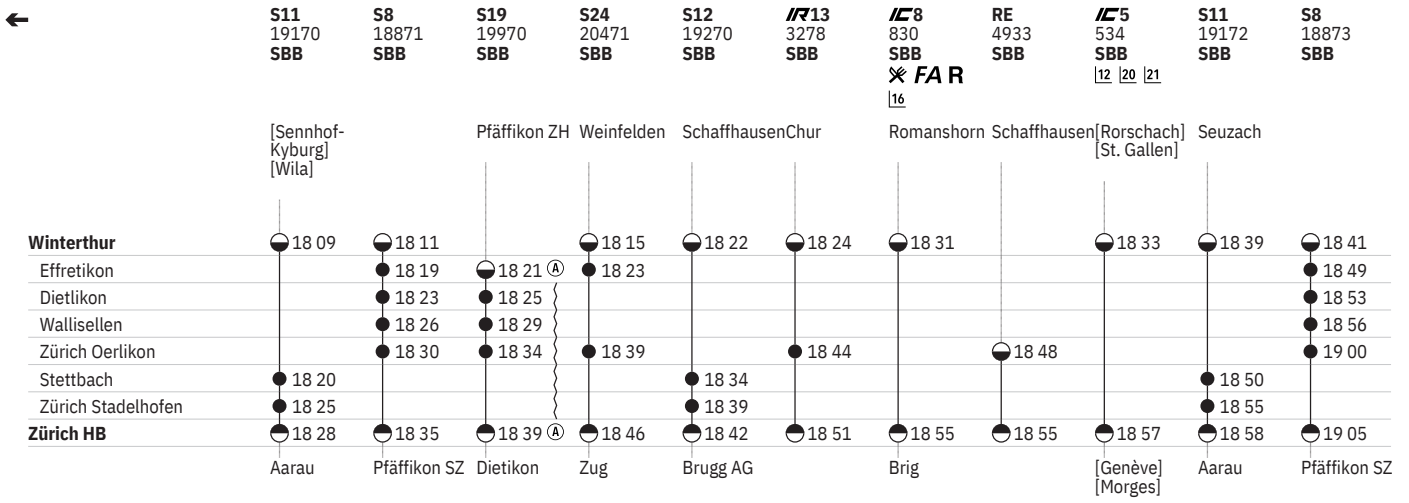 ← S11 S8 S19 S24 S12 IR13 IC8 RE IC5 S11 S8
19170 18871 19970 20471 19270 3278 830 4933 534 19172 18873
SBB SBB SBB SBB SBB SBB SBB SBB SBB SBB SBB
FA R 12 20 21
16
[Sennhof- Pfäffikon ZH Weinfelden Schaffhausen Chur Romanshorn Schaffhausen [Rorschach] Seuzach
Kyburg] [St. Gallen]
[Wila]
Winterthur 18 09 18 11 18 15 18 22 18 24 18 31 18 33 18 39 18 41
Effretikon 18 19 18 21 A 18 23 18 49
Dietlikon 18 23 18 25 18 53
Wallisellen 18 26 18 29 18 56
Zürich Oerlikon 18 30 18 34 18 39 18 44 18 48 19 00
Stettbach 18 20 18 34 18 50
Zürich Stadelhofen 18 25 18 39 18 55
Zürich HB 18 28 18 35 18 39 A 18 46 18 42 18 51 18 55 18 55 18 57 18 58 19 05
Aarau Pfäffikon SZ Dietikon Zug Brugg AG Brig [Genève] Aarau Pfäffikon SZ
[Morges]